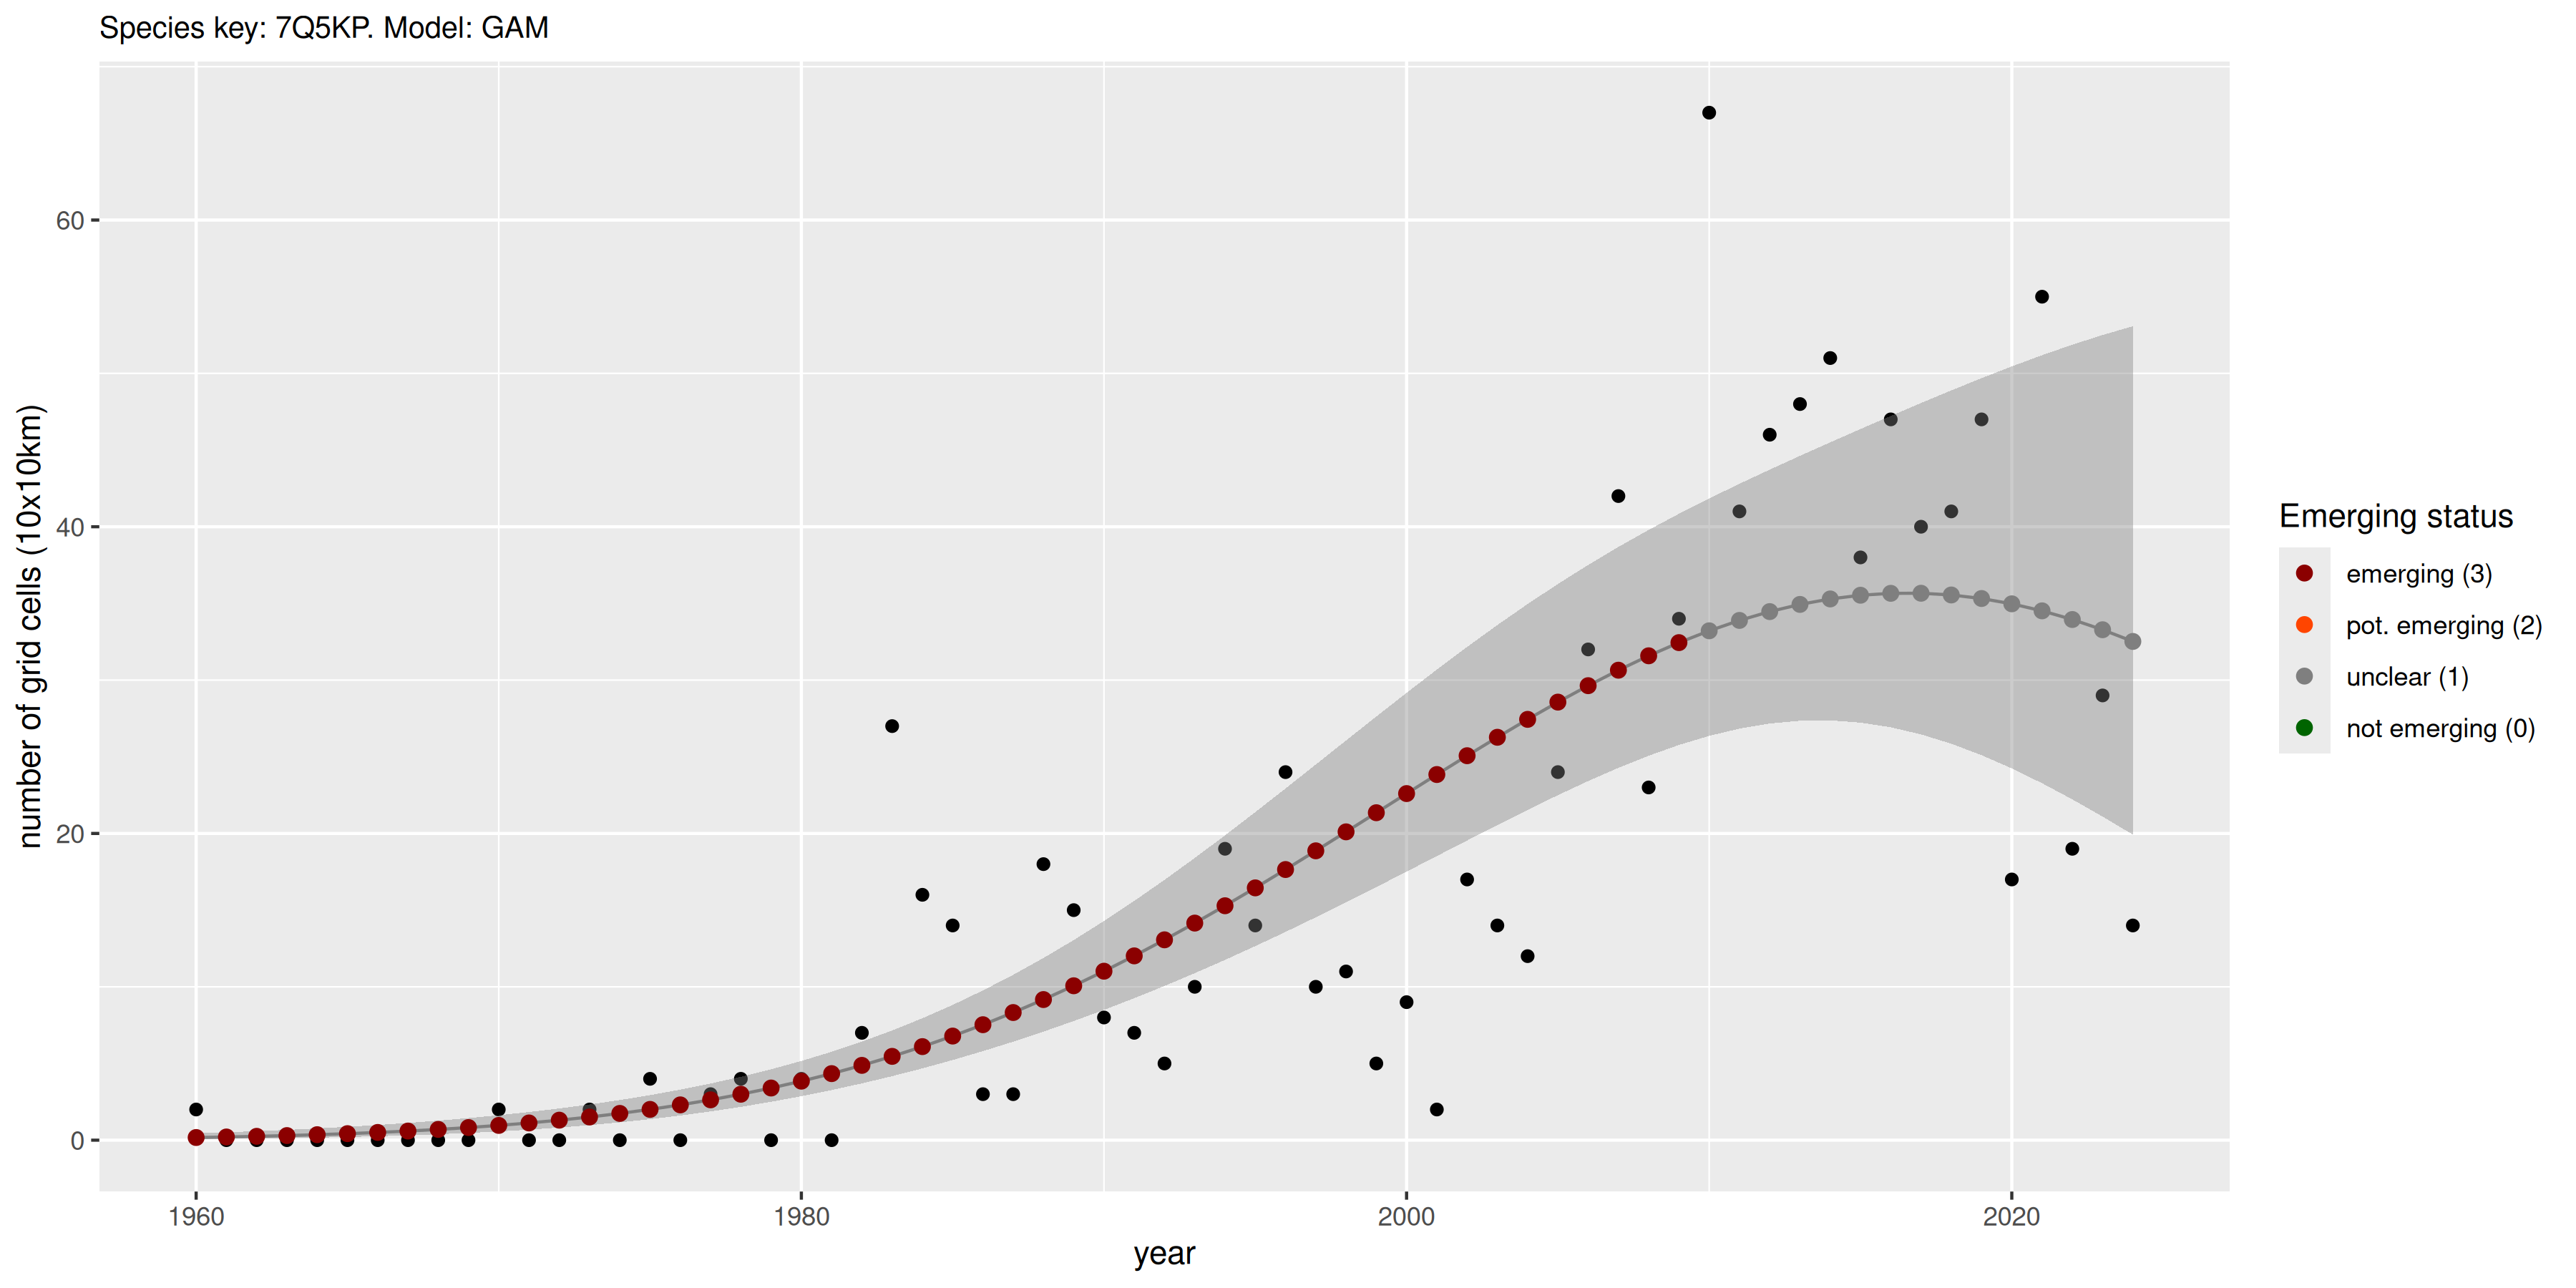 Species key: 7Q5KP. Model: GAM
number of grid cells (10x10km)
60
40
20
0
1960
1980
2000
2020
year
Emerging status
emerging (3)
pot. emerging (2)
unclear (1)
not emerging (0)